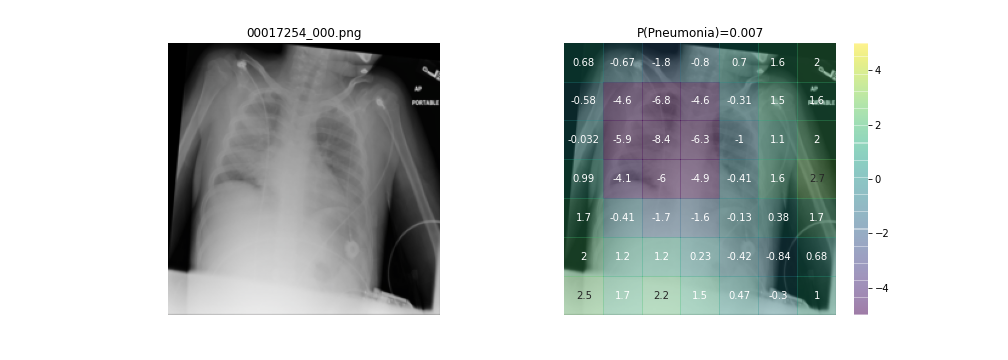 00017254_000.png
AP
PORTABLE
P(Pneumonia)=0.007
0.68 -0.67 -1.8 -0.8 0.7 1.6 2
-0.58 -4.6 -6.8 -4.6 -0.31 1.5 1.6
-0.032 -5.9 -8.4 -6.3 -1 1.1 2
0.99 -4.1 -6 -4.9 -0.41 1.6 2.7
1.7 -0.41 -1.7 -1.6 -0.13 0.38 1.7
2 1.2 1.2 0.23 -0.42 -0.84 0.68
2.5 1.7 2.2 1.5 0.47 -0.3 1
AP
PORTABLE
4
2
0
−2
−4